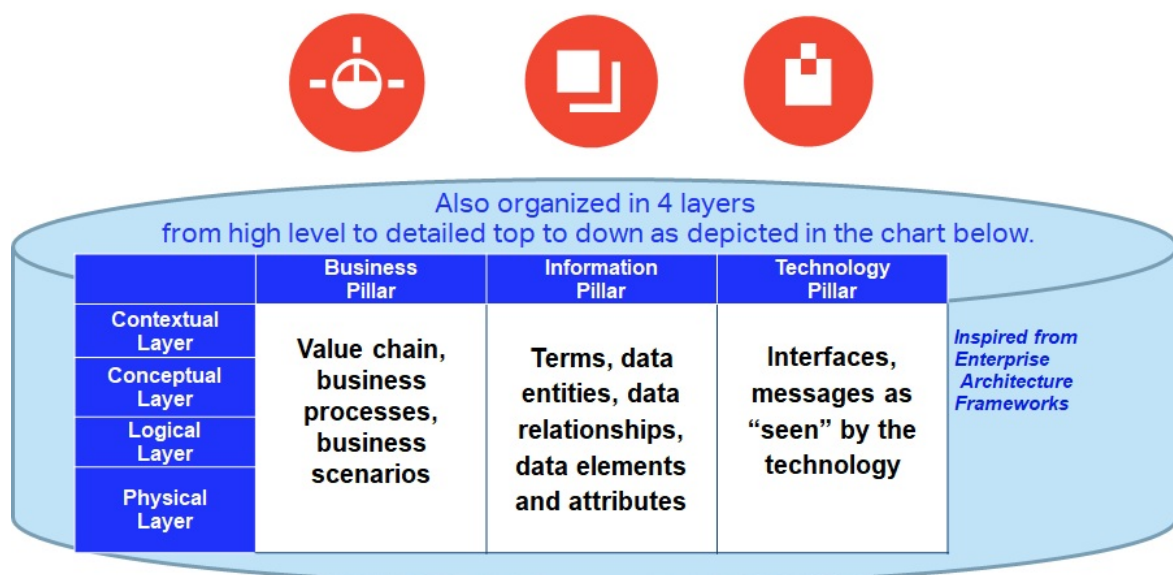 Also organized in 4 layers
from high level to detailed top to down as depicted in the chart below.
Business
Pillar
Information
Pillar
Technology
Pillar
Contextual
Layer
Conceptual
Layer
Logical
Layer
Physical
Layer
Value chain,
business
processes,
business
scenarios
Terms, data
entities, data
relationships,
data elements
and attributes
Interfaces,
messages as
“seen” by the
technology
Inspired from
Enterprise
Architecture
Frameworks